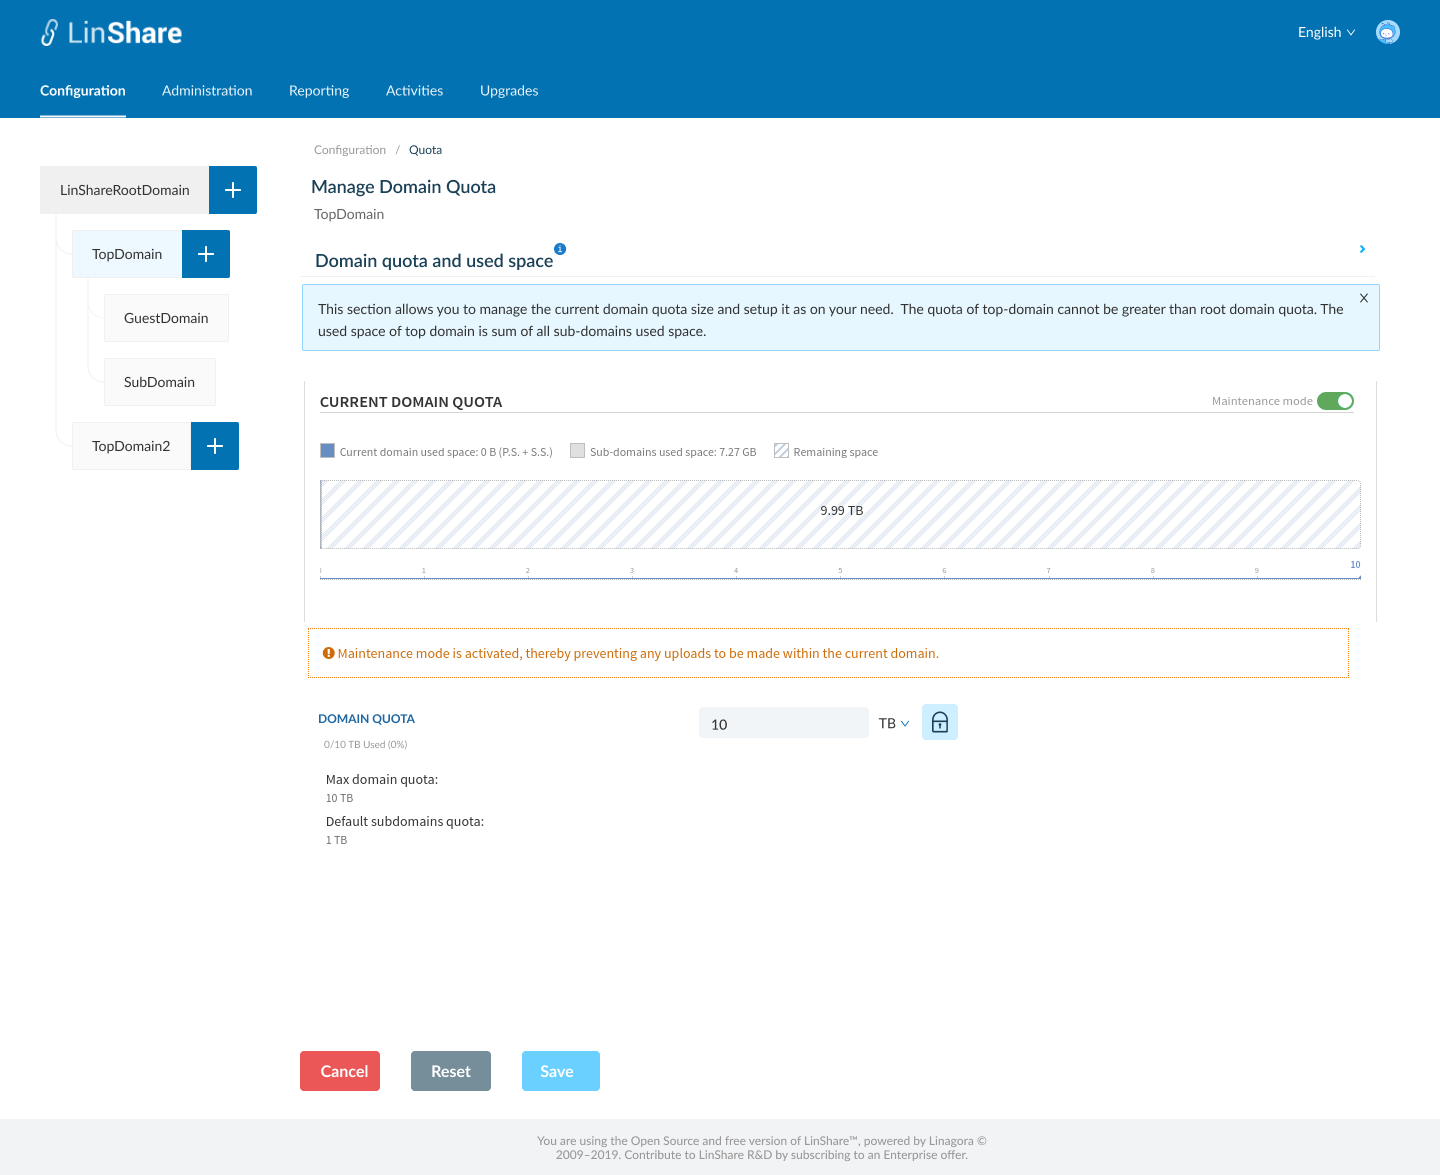 LinShare
English
Configuration
Administration
Reporting
Activities
Upgrades
Configuration / Quota
LinShareRootDomain
TopDomain
GuestDomain
SubDomain
TopDomain2
Manage Domain Quota
TopDomain
Domain quota and used space
This section allows you to manage the current domain quota size and setup it as on your need.  The quota of top-domain cannot be greater than root domain quota. The
used space of top domain is sum of all sub-domains used space.
CURRENT DOMAIN QUOTA
Maintenance mode
Current domain used space: 0 B (P.S. + S.S.)
Sub-domains used space: 7.27 GB
Remaining space
9.99 TB
1 2 3 4 5 6 7 8 9 10
Maintenance mode is activated, thereby preventing any uploads to be made within the current domain.
DOMAIN QUOTA
10
TB
0/10 TB Used (0%)
Max domain quota:
10 TB
Default subdomains quota:
1 TB
Cancel
Reset
Save
You are using the Open Source and free version of LinShare™, powered by Linagora ©
2009–2019. Contribute to LinShare R&D by subscribing to an Enterprise offer.